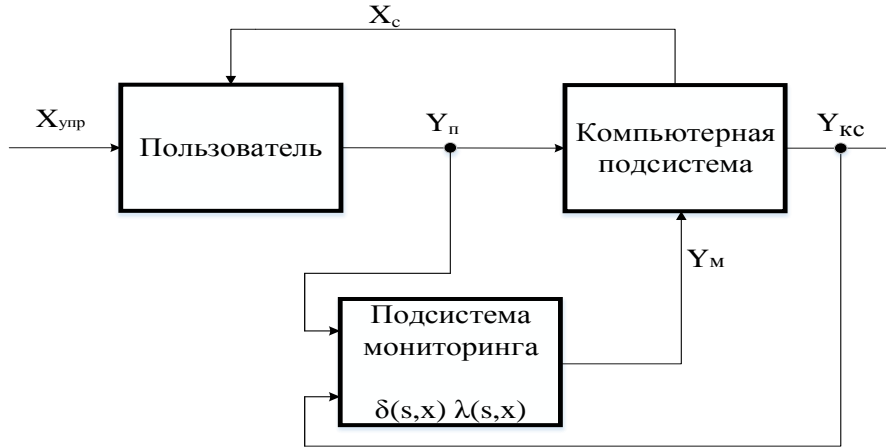 Xс
Xупр
Пользователь
Yп
Компьютерная
подсистема
Yкс
Yм
Подсистема
мониторинга
δ(s,x) λ(s,x)